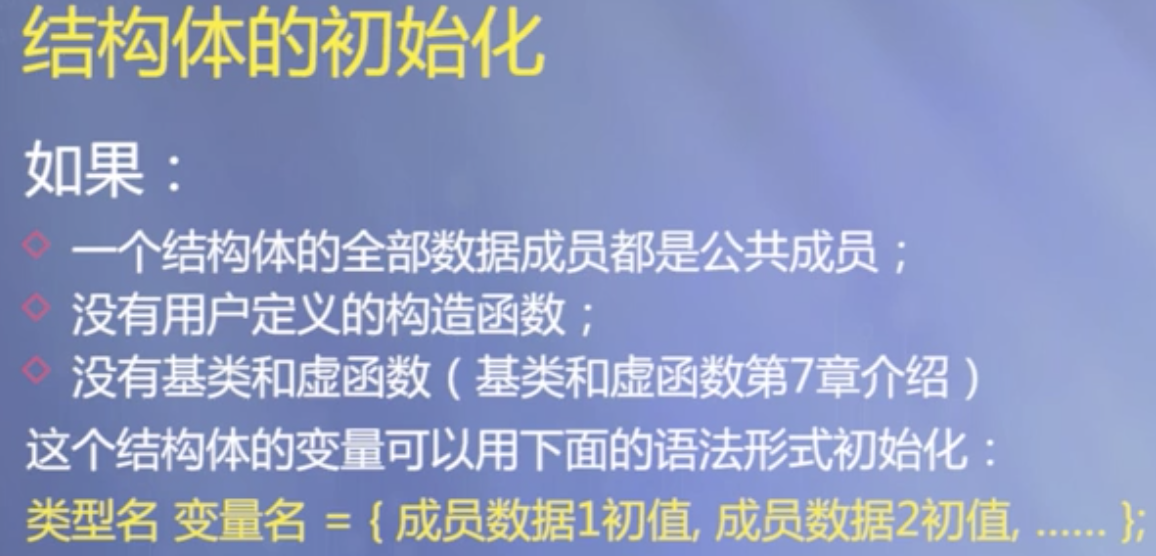 结构体的初始化
如果：
一个结构体的全部数据成员都是公共成员；
没有用户定义的构造函数；
没有基类和虚函数（基类和虚函数第7章介绍）
这个结构体的变量可以用下面的语法形式初始化：
类型名 变量名 = { 成员数据1初值, 成员数据2初值, …… };